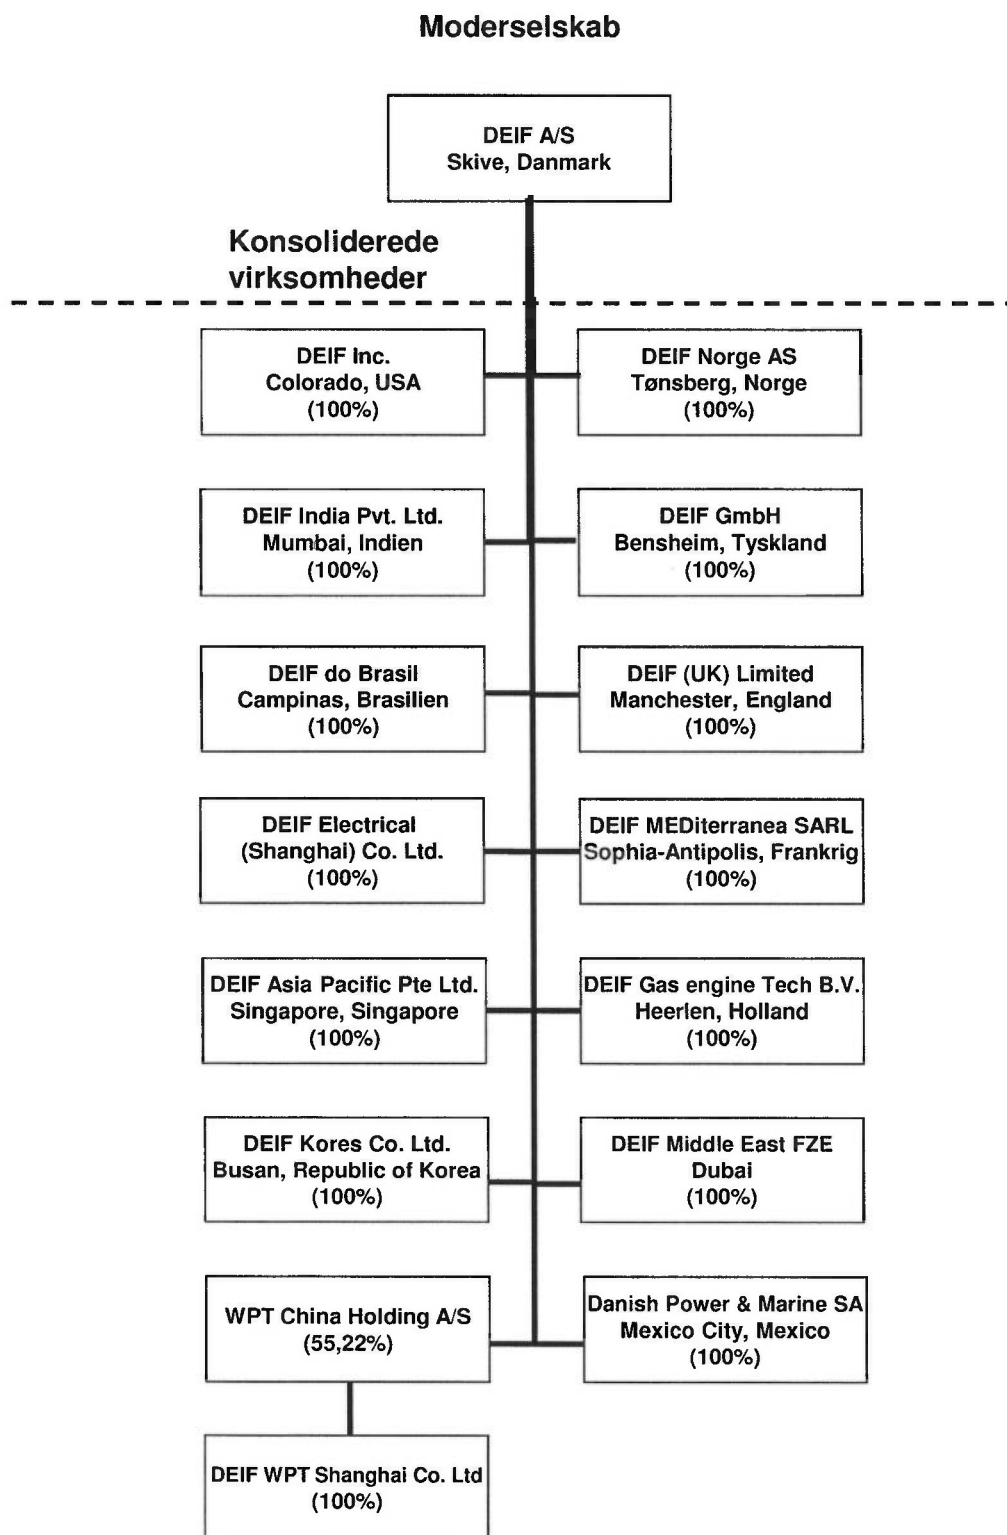 Moderselskab
DEIF A/S
Skive, Danmark
Konsoliderede
virksomheder
DEIF Inc.
Colorado, USA
(100%)
DEIF Norge AS
Tønsberg, Norge
(100%)
DEIF India Pvt. Ltd.
Mumbai, Indien
(100%)
DEIF GmbH
Bensheim, Tyskland
(100%)
DEIF do Brasil
Campinas, Brasilien
(100%)
DEIF (UK) Limited
Manchester, England
(100%)
DEIF Electrical
(Shanghai) Co. Ltd.
(100%)
DEIF MEDiterranea SARL
Sophia-Antipolis, Frankrig
(100%)
DEIF Asia Pacific Pte Ltd.
Singapore, Singapore
(100%)
DEIF Gas engine Tech B.V.
Heerlen, Holland
(100%)
DEIF Kores Co. Ltd.
Busan, Republic of Korea
(100%)
DEIF Middle East FZE
Dubai
(100%)
WPT China Holding A/S
(55,22%)
Danish Power & Marine SA
Mexico City, Mexico
(100%)
DEIF WPT Shanghai Co. Ltd
(100%)